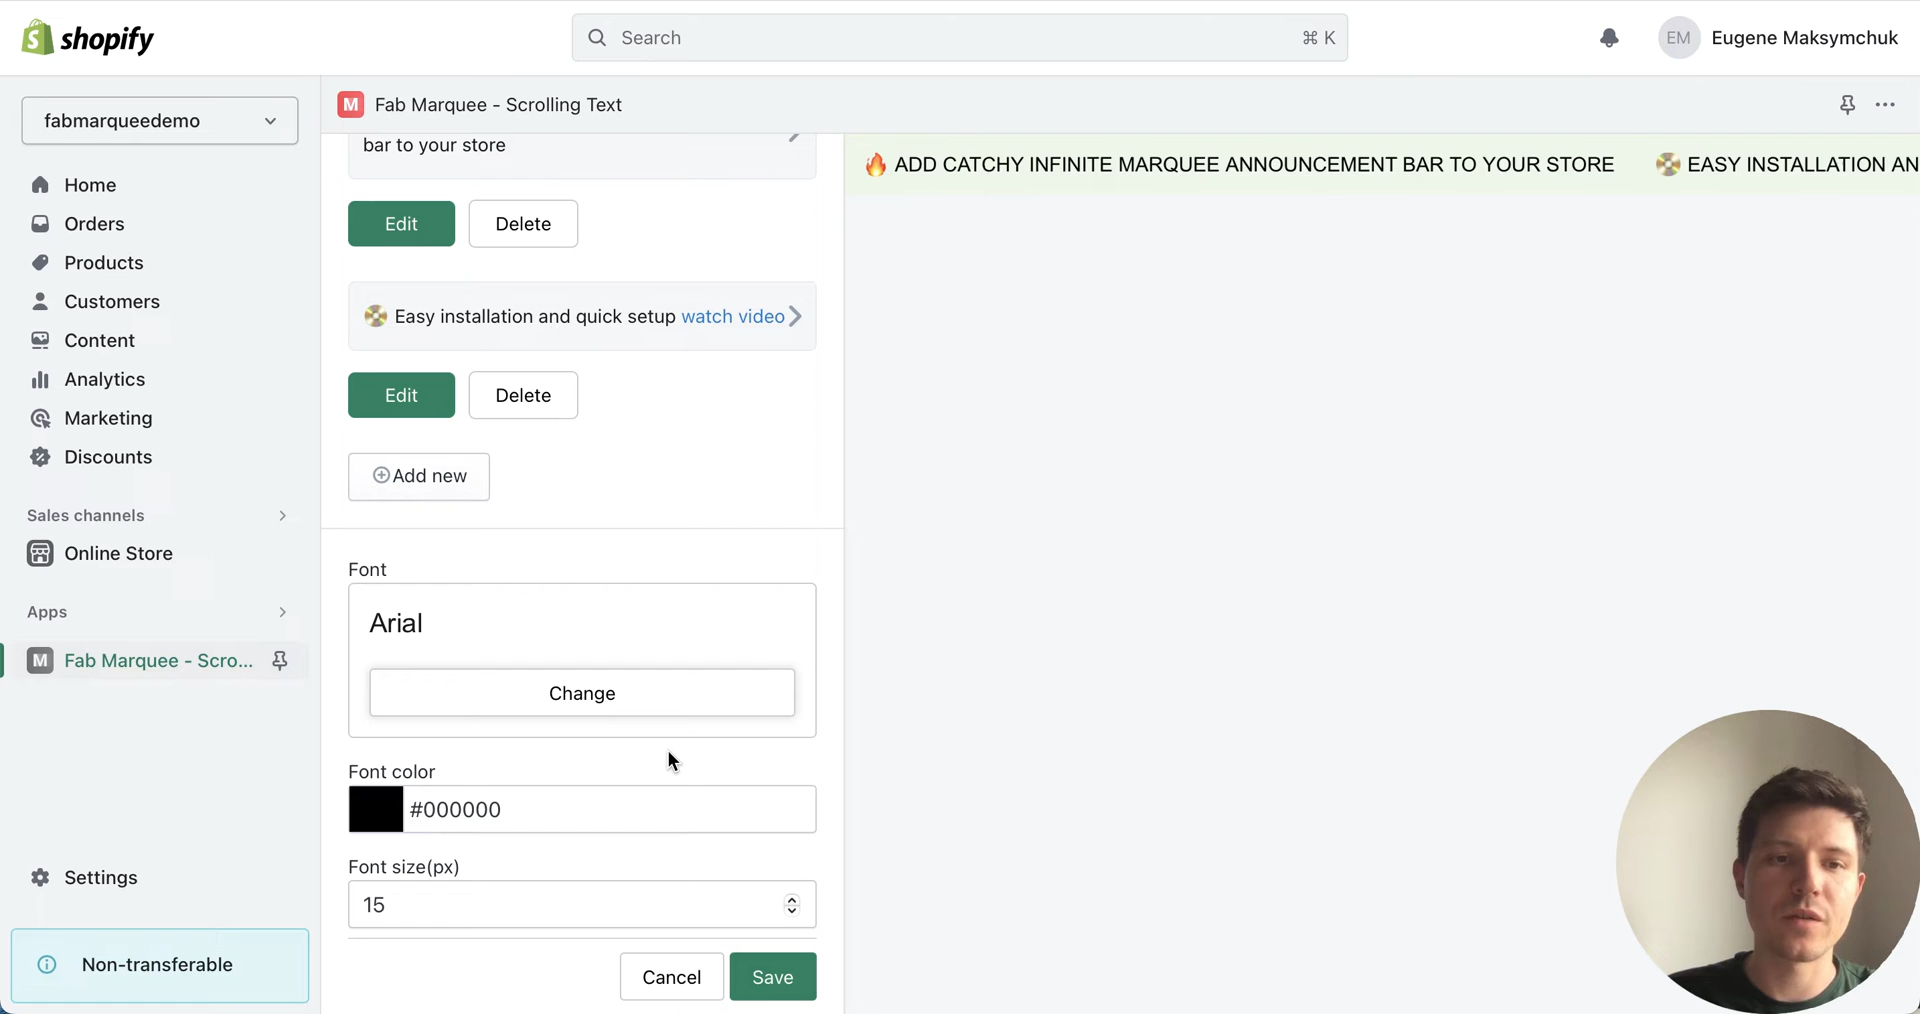 shopify
Search
⌘ K
EM
Eugene Maksymchuk
fabmarqueedemo
Home
Orders
Products
Customers
Content
Analytics
Marketing
Discounts
Sales channels
Online Store
Apps
M
Fab Marquee - Scro...
Settings
Non-transferable
M
Fab Marquee - Scrolling Text
bar to your store
Edit
Delete
Easy installation and quick setup watch video
Edit
Delete
Add new
Font
Arial
Change
Font color
#000000
Font size(px)
15
Cancel
Save
🔥 ADD CATCHY INFINITE MARQUEE ANNOUNCEMENT BAR TO YOUR STORE
📀 EASY INSTALLATION AN